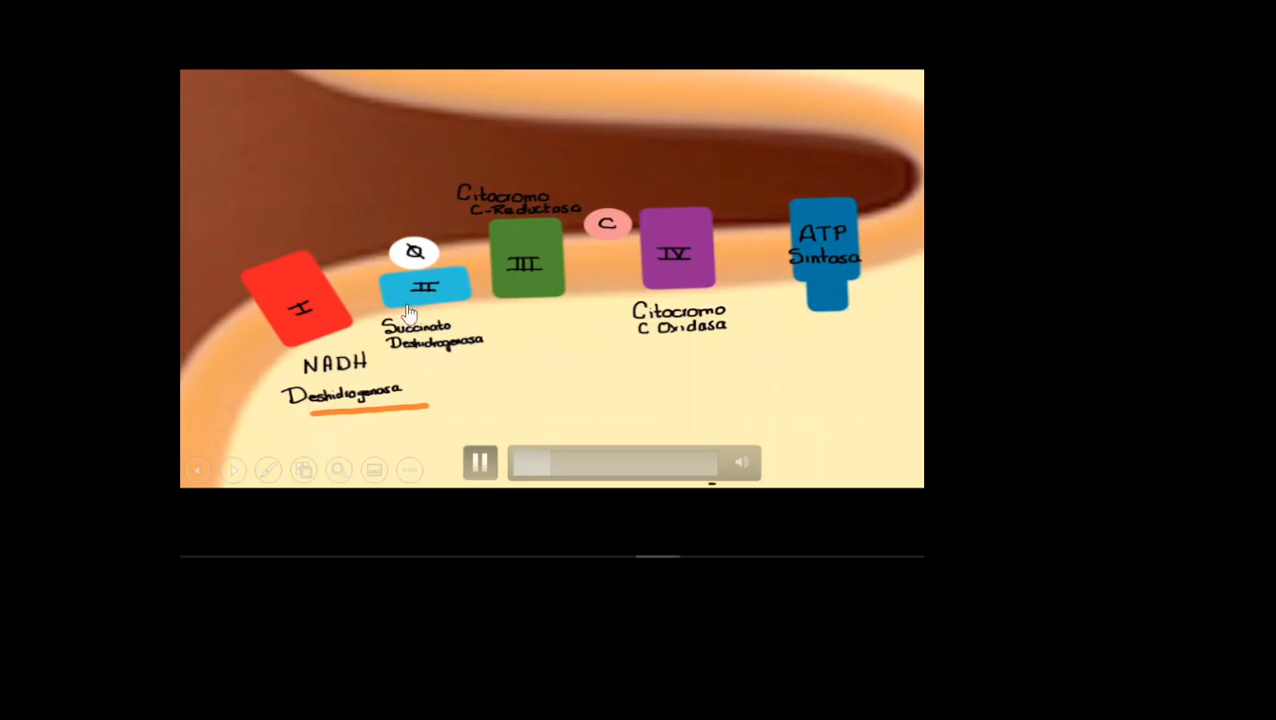 Citocromo
C-Reductasa
C
Q
I
II
III
IV
ATP
Sintasa
Succinato
Deshidrogenasa
Citocromo
C Oxidasa
NADH
Deshidrogenasa